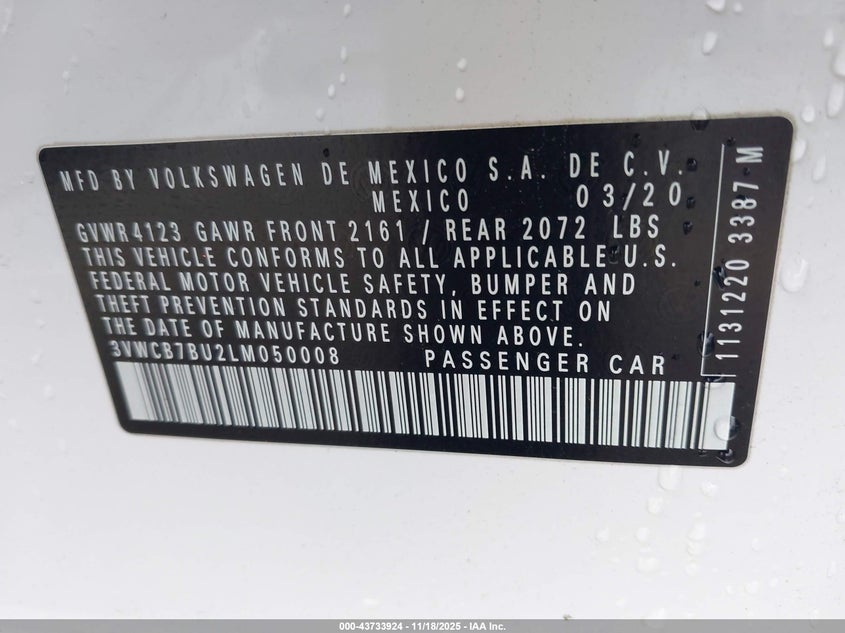 MFD BY VOLKSWAGEN DE MEXICO S.A. DE C.V.
MEXICO 03/20
GVWR4123 GAWR FRONT 2161 / REAR 2072 LBS
THIS VEHICLE CONFORMS TO ALL APPLICABLE U.S.
FEDERAL MOTOR VEHICLE SAFETY, BUMPER AND
THEFT PREVENTION STANDARDS IN EFFECT ON
THE DATE OF MANUFACTURE SHOWN ABOVE.
3VWCB7BU2LM050008 PASSENGER CAR
1131220 3387 M
000-43733924 - 11/18/2025 - IAA Inc.